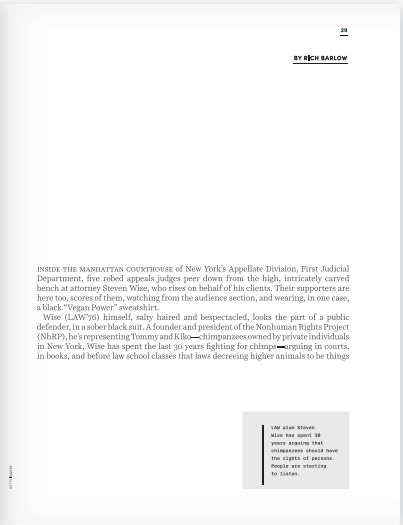 29
BY RICH BARLOW
INSIDE THE MANHATTAN COURTHOUSE of New York's Appellate Division, First Judicial
Department, five robed appeals judges peer down from the high, intricately carved
bench at attorney Steven Wise, who rises on behalf of his clients. Their supporters are
here too, scores of them, watching from the audience section, and wearing, in one case,
a black “Vegan Power” sweatshirt.
Wise (LAW'76) himself, salty haired and bespectacled, looks the part of a public
defender, in a sober black suit. A founder and president of the Nonhuman Rights Project
(NhRP), he's representing Tommy and Kiko—chimpanzees owned by private individuals
in New York. Wise has spent the last 30 years fighting for chimps—arguing in courts,
in books, and before law school classes that laws decreeing higher animals to be things
LAW alum Steven
Wise has spent 30
years arguing that
chimpanzees should have
the rights of persons.
People are starting
to listen.